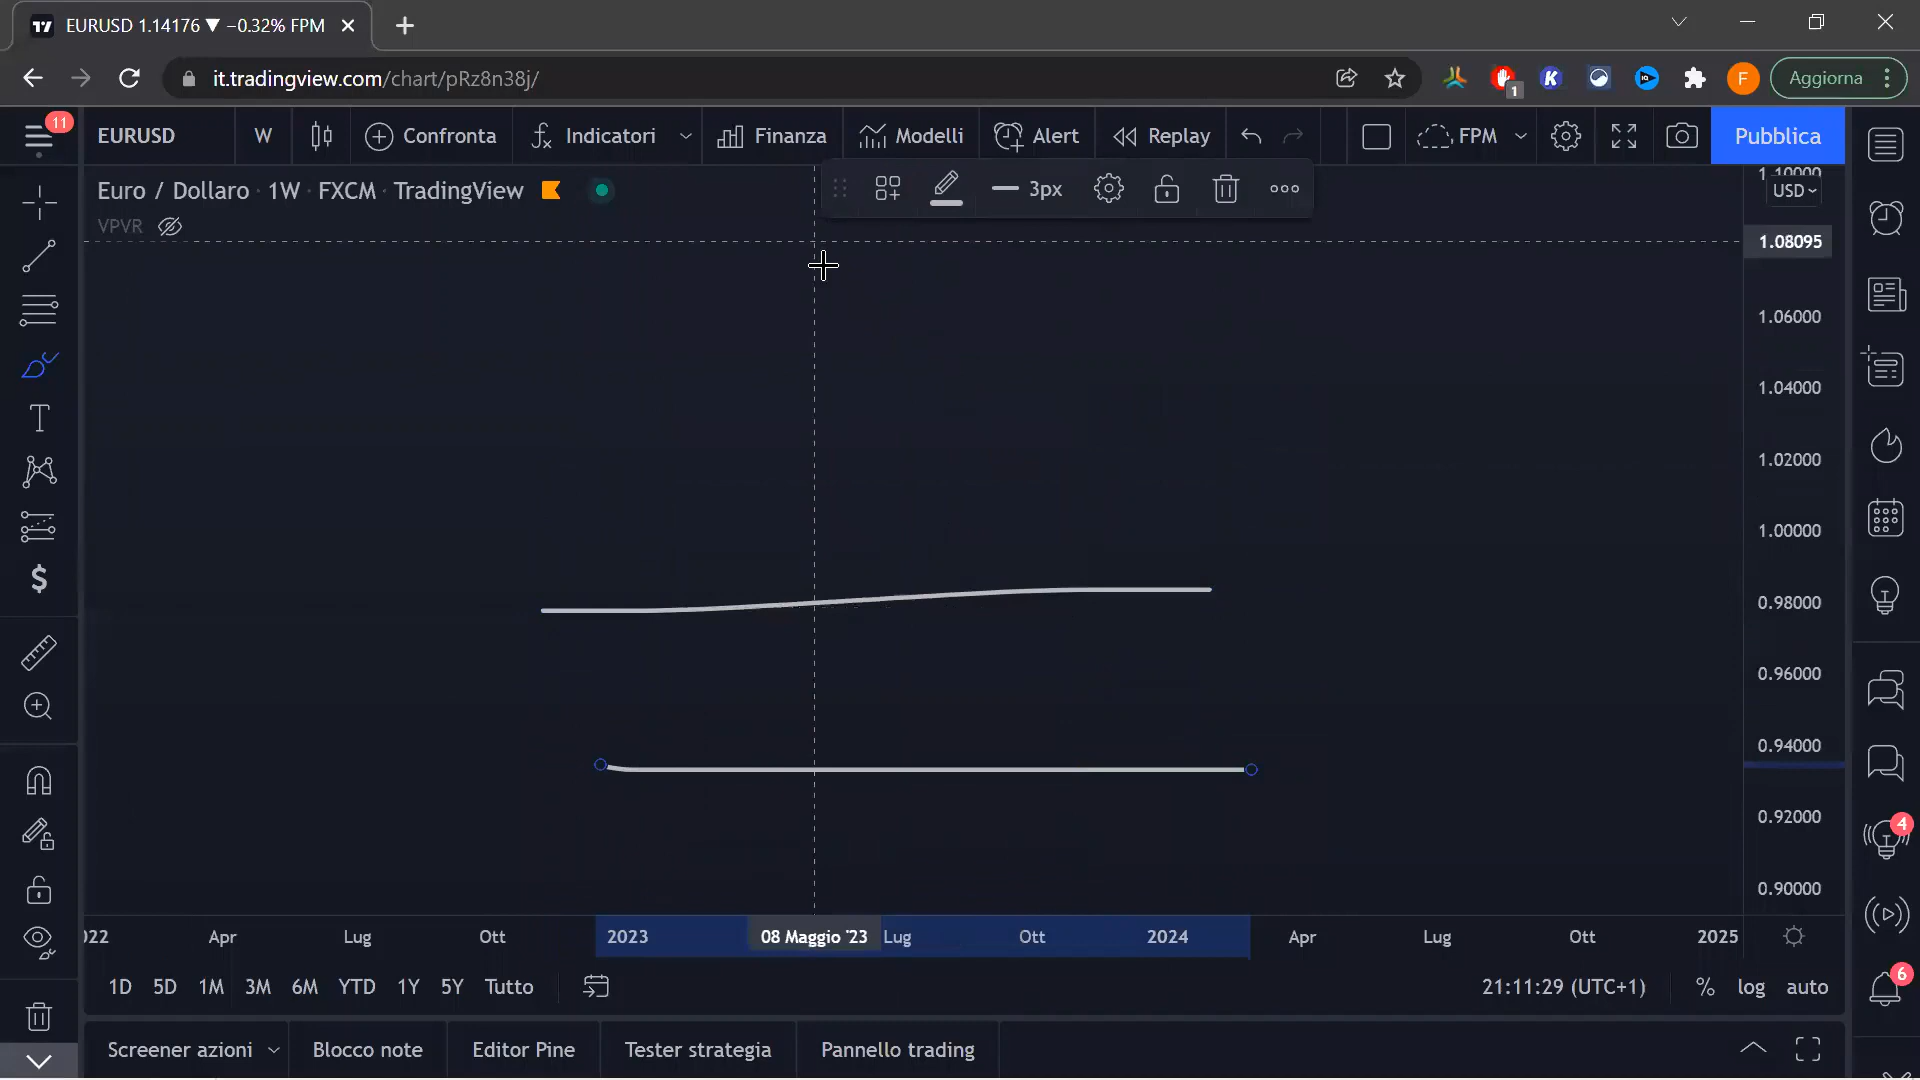 EURUSD 1.14176 ▼ −0.32% FPM
it.tradingview.com/chart/pRz8n38j/
1
F
Aggiorna
11
EURUSD
W
Confronta
Indicatori
Finanza
Modelli
Alert
Replay
FPM
Pubblica
Euro / Dollaro · 1W · FXCM · TradingView
3px
VPVR
1.10000
USD
1.08095
1.06000
1.04000
1.02000
1.00000
0.98000
0.96000
0.94000
0.92000
0.90000
4
6
022
Apr
Lug
Ott
2023
08 Maggio '23
Lug
Ott
2024
Apr
Lug
Ott
2025
1D
5D
1M
3M
6M
YTD
1Y
5Y
Tutto
21:11:29 (UTC+1)
%
log
auto
Screener azioni
Blocco note
Editor Pine
Tester strategia
Pannello trading